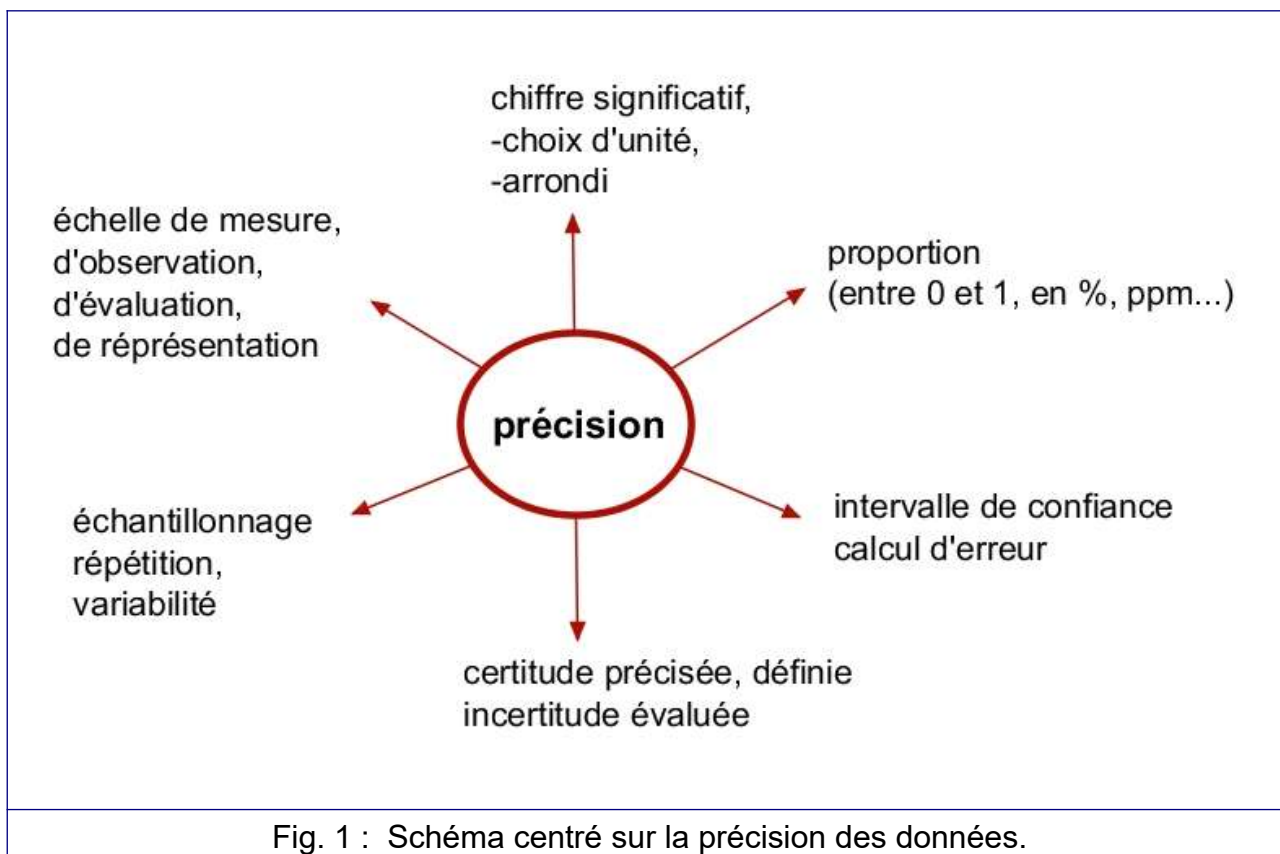 chiffre significatif,
-choix d'unité,
-arrondi
échelle de mesure,
d'observation,
d'évaluation,
de réprésentation
proportion
(entre 0 et 1, en %, ppm...)
précision
échantillonnage
répétition,
variabilité
intervalle de confiance
calcul d'erreur
certitude précisée, définie
incertitude évaluée
Fig. 1 : Schéma centré sur la précision des données.